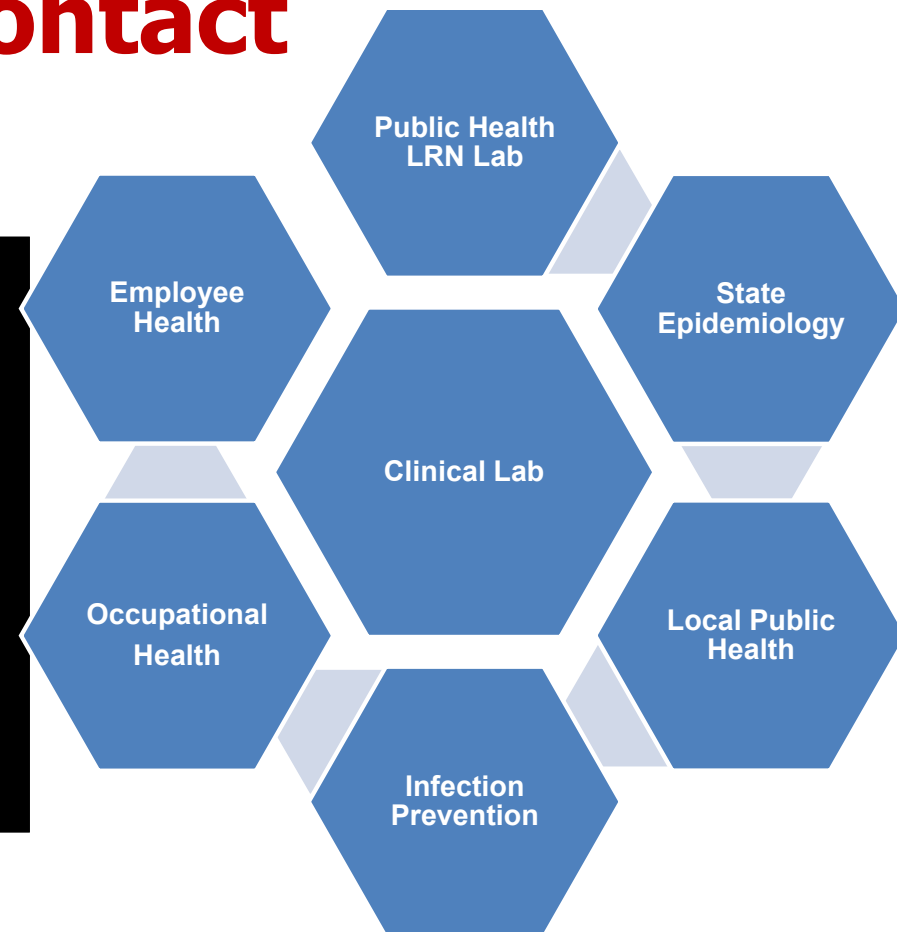 ontact
Public Health
LRN Lab
Employee
Health
State
Epidemiology
Clinical Lab
Occupational
Health
Local Public
Health
Infection
Prevention